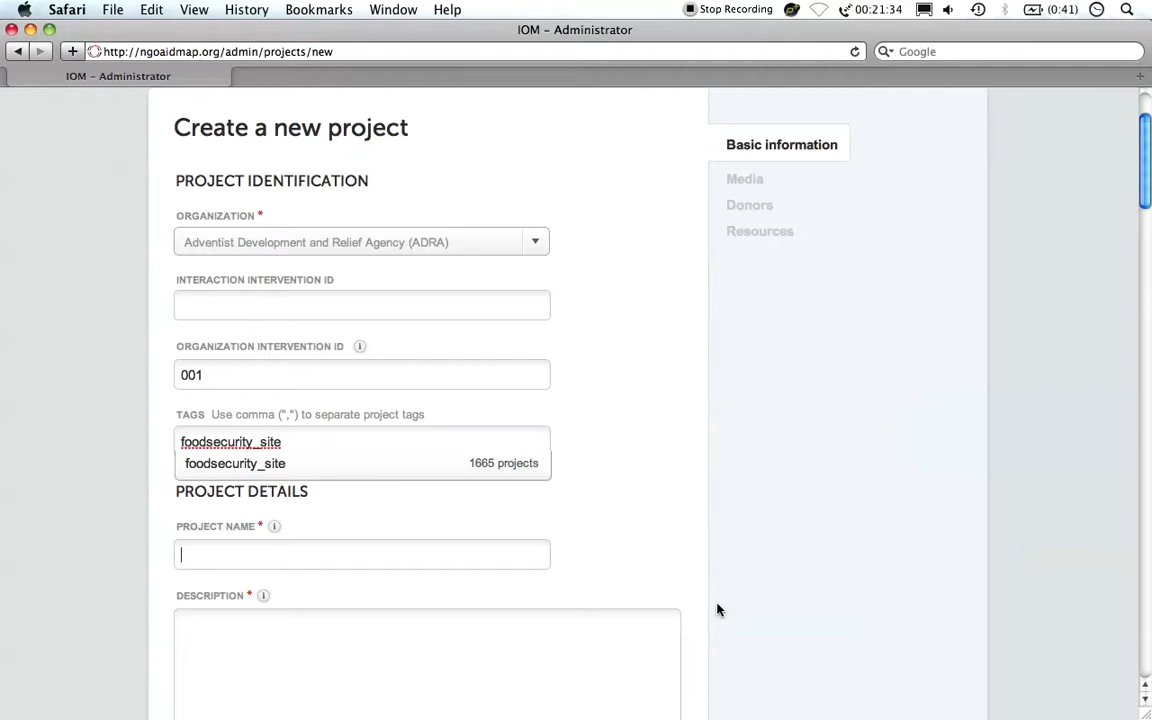 Safari File Edit View History Bookmarks Window Help Stop Recording 00:21:34 (0:41)
IOM – Administrator
http://ngoaidmap.org/admin/projects/new Google
IOM – Administrator
Create a new project
PROJECT IDENTIFICATION
ORGANIZATION *
Adventist Development and Relief Agency (ADRA)
INTERACTION INTERVENTION ID
ORGANIZATION INTERVENTION ID
001
TAGS Use comma (",") to separate project tags
foodsecurity_site
foodsecurity_site 1665 projects
PROJECT DETAILS
PROJECT NAME *
DESCRIPTION *
Basic information
Media
Donors
Resources